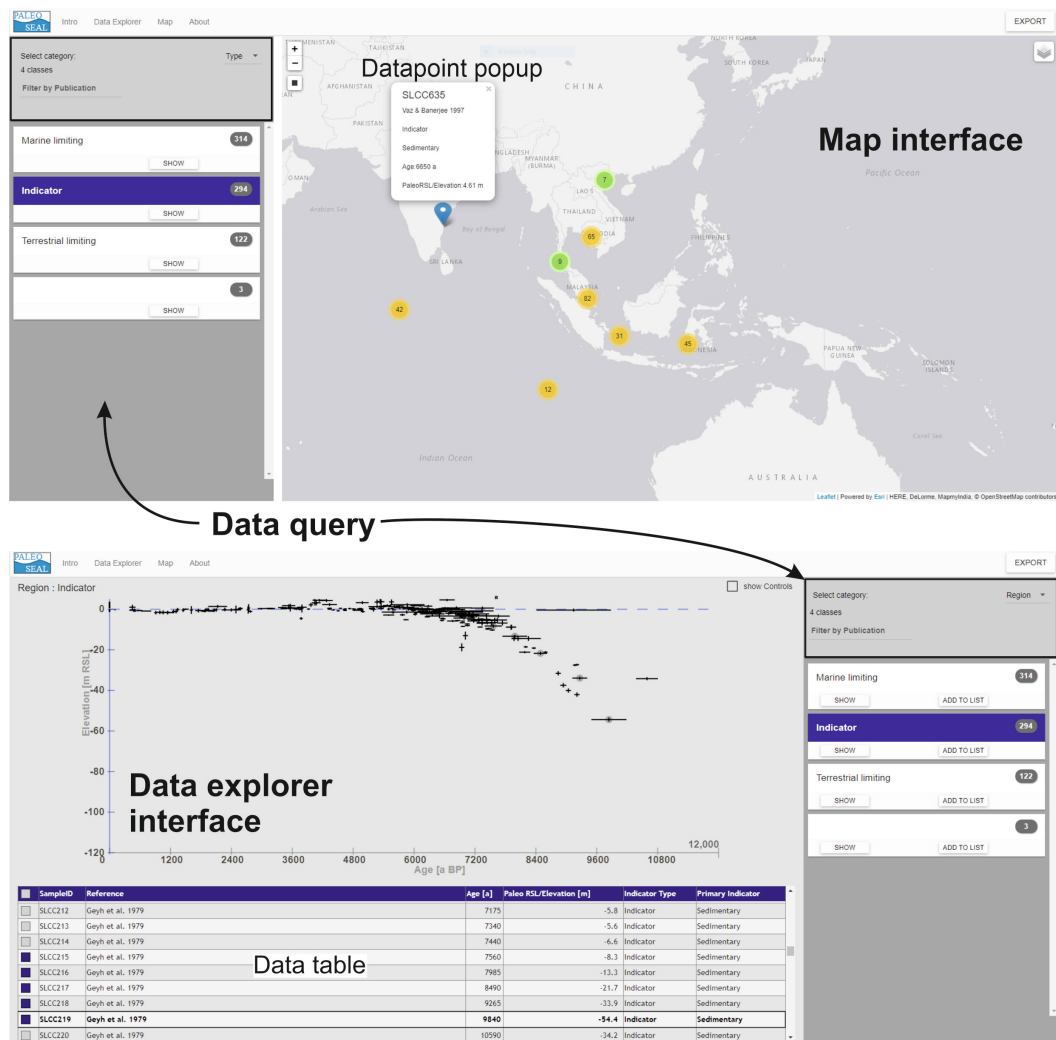 PALEO SEAL Intro Data Explorer Map About EXPORT
Select category: Type
4 classes
Filter by Publication
Marine limiting 314
SHOW
Indicator 294
SHOW
Terrestrial limiting 122
SHOW
3
SHOW
+
−
Datapoint popup
SLCC635 ×
Vaz & Banerjee 1997
Indicator
Sedimentary
Age:6650 a
PaleoRSL/Elevation:4.61 m
Map interface
TAJIKISTAN
NORTH KOREA
SOUTH KOREA
JAPAN
AFGHANISTAN
CHINA
PAKISTAN
MYANMAR
(BURMA)
OMAN
LAOS
THAILAND
VIETNAM
PHILIPPINES
Arabian Sea
Bay of Bengal
Pacific Ocean
SRI LANKA
MALAYSIA
PAPUA NEW
GUINEA
SOLOMON
ISLANDS
Coral Sea
Indian Ocean
AUSTRALIA
7
65
9
82
42
31
45
12
Leaflet | Powered by Esri | HERE, DeLorme, MapmyIndia, © OpenStreetMap contributors
Data query
PALEO SEAL Intro Data Explorer Map About EXPORT
Region : Indicator
show Controls
0
-20
-40
-60
-80
-100
-120
Elevation [m RSL]
0 1200 2400 3600 4800 6000 7200 8400 9600 10800 12,000
Age [a BP]
Data explorer
interface
Select category: Region
4 classes
Filter by Publication
Marine limiting 314
SHOW ADD TO LIST
Indicator 294
SHOW ADD TO LIST
Terrestrial limiting 122
SHOW ADD TO LIST
3
SHOW ADD TO LIST
SampleID Reference Age [a] Paleo RSL/Elevation [m] Indicator Type Primary Indicator
SLCC212 Geyh et al. 1979 7175 -5.8 Indicator Sedimentary
SLCC213 Geyh et al. 1979 7340 -5.6 Indicator Sedimentary
SLCC214 Geyh et al. 1979 7440 -6.6 Indicator Sedimentary
SLCC215 Geyh et al. 1979 7560 -8.3 Indicator Sedimentary
SLCC216 Geyh et al. 1979 7985 -13.3 Indicator Sedimentary
SLCC217 Geyh et al. 1979 8490 -21.7 Indicator Sedimentary
SLCC218 Geyh et al. 1979 9265 -33.9 Indicator Sedimentary
SLCC219 Geyh et al. 1979 9840 -54.4 Indicator Sedimentary
SLCC220 Geyh et al. 1979 10590 -34.2 Indicator Sedimentary
Data table